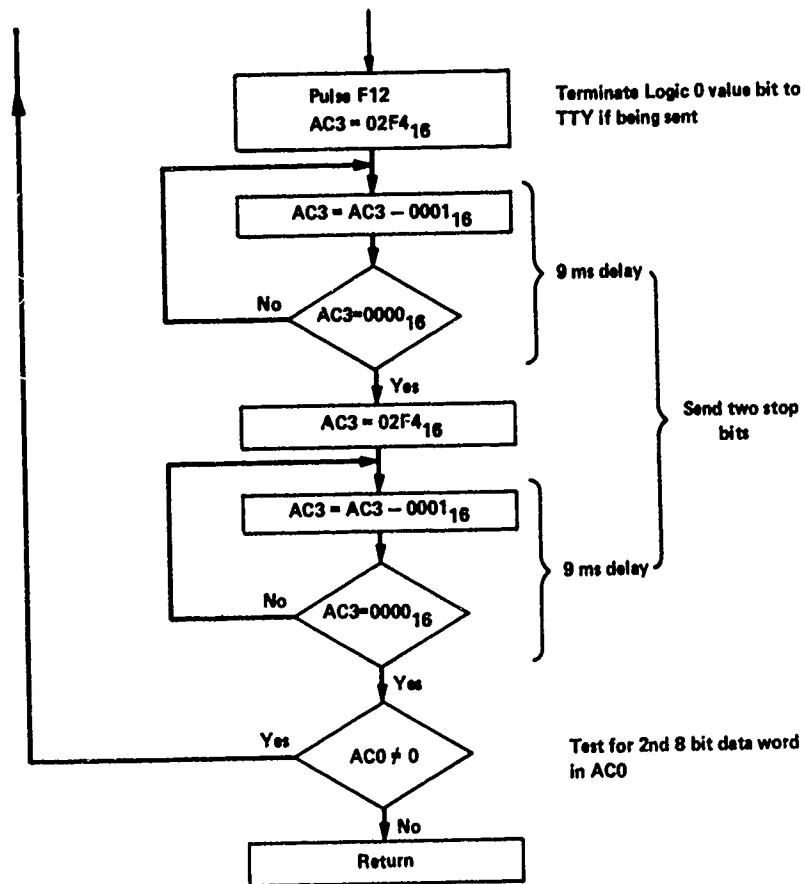 Pulse F12
AC3 = 02F4₁₆
Terminate Logic 0 value bit to
TTY if being sent
AC3 = AC3 – 0001₁₆
9 ms delay
No
AC3=0000₁₆
Yes
AC3 = 02F4₁₆
Send two stop
bits
AC3 = AC3 – 0001₁₆
9 ms delay
No
AC3=0000₁₆
Yes
Yes
AC0 ≠ 0
Test for 2nd 8 bit data word
in AC0
No
Return